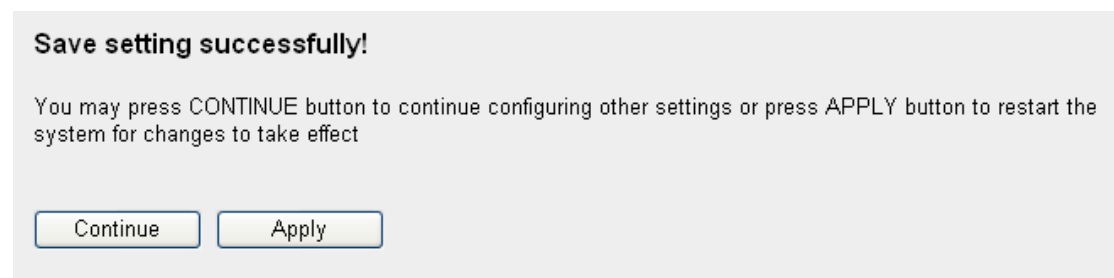 Save setting successfully!
You may press CONTINUE button to continue configuring other settings or press APPLY button to restart the
system for changes to take effect
Continue
Apply